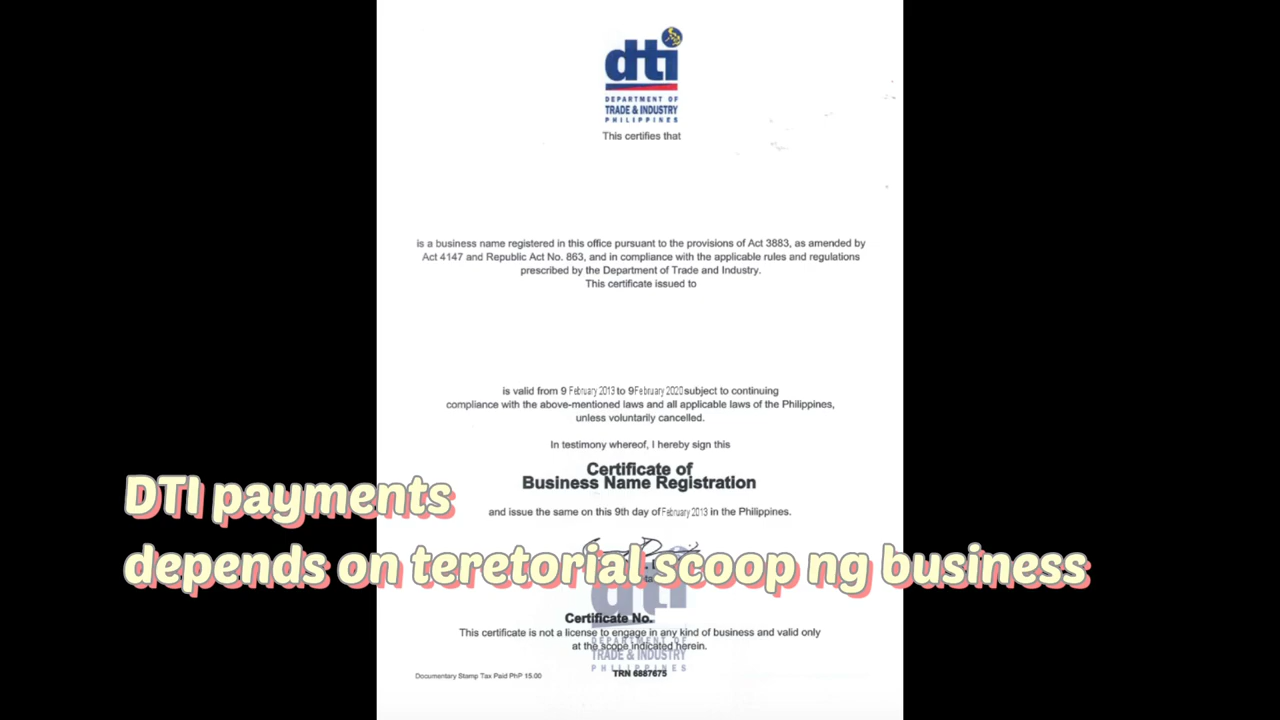 dti
DEPARTMENT OF
TRADE & INDUSTRY
PHILIPPINES
This certifies that
is a business name registered in this office pursuant to the provisions of Act 3883, as amended by
Act 4147 and Republic Act No. 863, and in compliance with the applicable rules and regulations
prescribed by the Department of Trade and Industry.
This certificate issued to
is valid from 9 February 2013 to 9 February 2020 subject to continuing
compliance with the above-mentioned laws and all applicable laws of the Philippines,
unless voluntarily cancelled.
In testimony whereof, I hereby sign this
Certificate of
Business Name Registration
DTI payments
and issue the same on this 9th day of February 2013 in the Philippines.
depends on teretorial scoop ng business
dti
Certificate No.
This certificate is not a license to engage in any kind of business and valid only
DEPARTMENT OF
at the scope indicated herein.
TRADE & INDUSTRY
PHILIPPINES
Documentary Stamp Tax Paid PhP 15.00
TRN 6887675